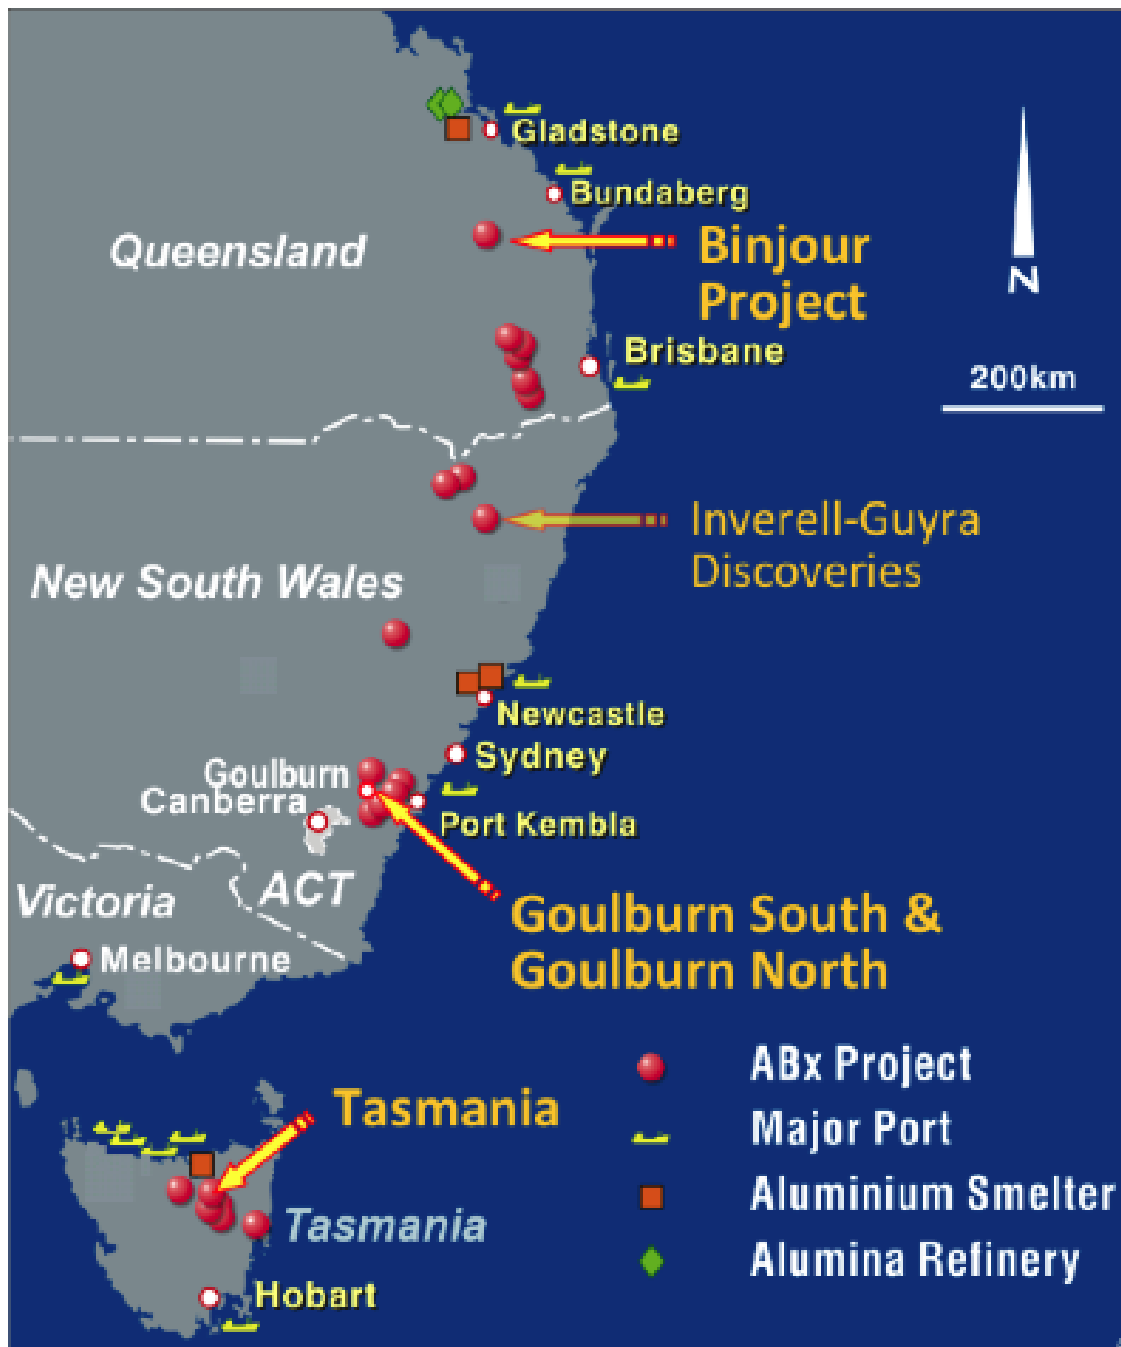 Gladstone
Bundaberg
Queensland
Binjour
Project
N
Brisbane
200km
Inverell-Guyra
Discoveries
New South Wales
Newcastle
Sydney
Goulburn
Canberra
Port Kembla
Victoria
ACT
Goulburn South &
Goulburn North
Melbourne
ABx Project
Tasmania
Major Port
Aluminium Smelter
Tasmania
Alumina Refinery
Hobart